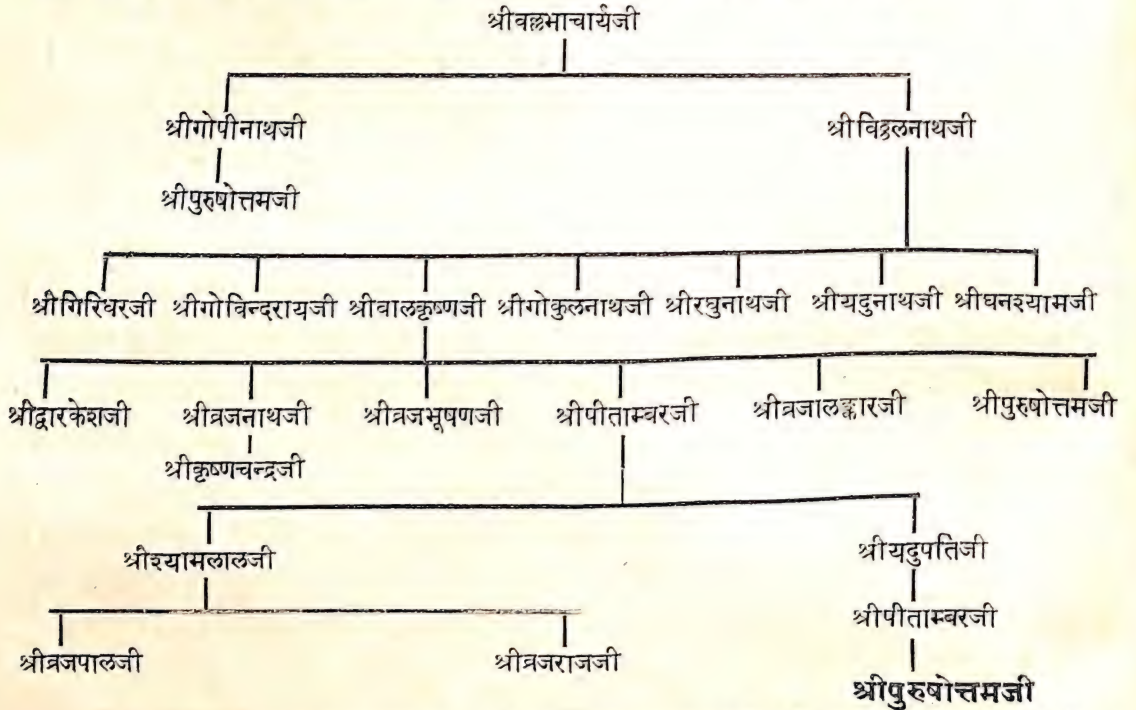 श्रीवल्लभाचार्यजी
श्रीगोपीनाथजी श्रीविठ्ठलनाथजी
श्रीपुरुषोत्तमजी
श्रीगिरिधरजी श्रीगोविन्दरायजी श्रीवालकृष्णजी श्रीगोकुलनाथजी श्रीरघुनाथजी श्रीयदुनाथजी श्रीघनश्यामजी
श्रीद्वारकेशजी श्रीव्रजनाथजी श्रीव्रजभूषणजी श्रीपीताम्बरजी श्रीव्रजालङ्कारजी श्रीपुरुषोत्तमजी
श्रीकृष्णचन्द्रजी
श्रीश्यामलालजी श्रीयदुपतिजी
श्रीपीताम्बरजी
श्रीव्रजपालजी श्रीव्रजराजजी
श्रीपुरुषोत्तमजी